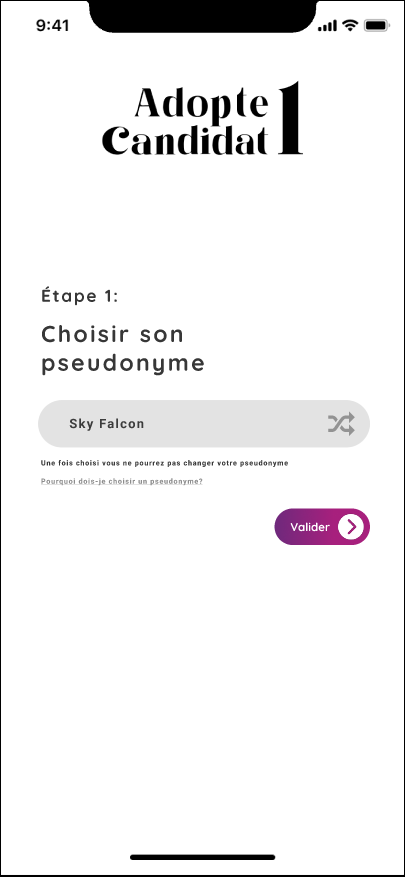 9:41
Adopte 1
Candidat
Étape 1:
Choisir son
pseudonyme
Sky Falcon
Une fois choisi vous ne pourrez pas changer votre pseudonyme
Pourquoi dois-je choisir un pseudonyme?
Valider